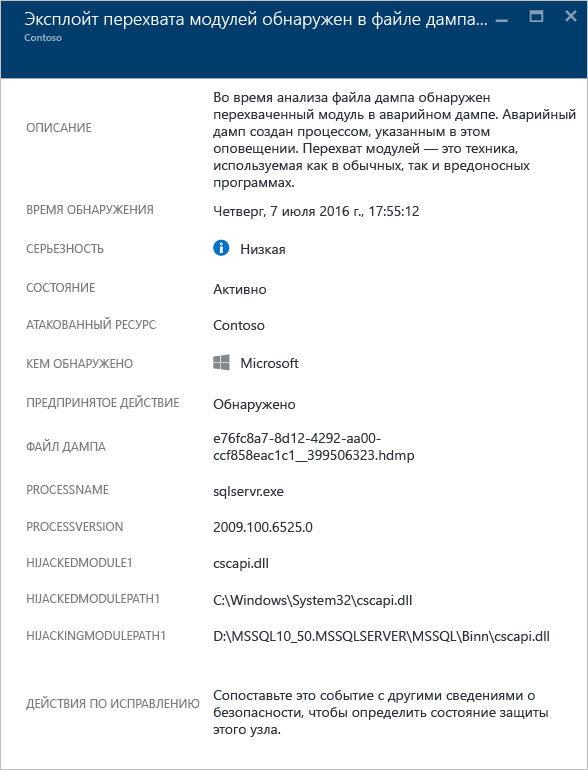 Эксплойт перехвата модулей обнаружен в файле дампа...
Contoso
ОПИСАНИЕ
Во время анализа файла дампа обнаружен
перехваченный модуль в аварийном дампе. Аварийный
дамп создан процессом, указанным в этом
оповещении. Перехват модулей — это техника,
используемая как в обычных, так и вредоносных
программах.
ВРЕМЯ ОБНАРУЖЕНИЯ
Четверг, 7 июля 2016 г., 17:55:12
СЕРЬЕЗНОСТЬ
Низкая
СОСТОЯНИЕ
Активно
АТАКОВАННЫЙ РЕСУРС
Contoso
КЕМ ОБНАРУЖЕНО
Microsoft
ПРЕДПРИНЯТОЕ ДЕЙСТВИЕ
Обнаружено
ФАЙЛ ДАМПА
e76fc8a7-8d12-4292-aa00-
ccf858eac1c1__399506323.hdmp
PROCESSNAME
sqlservr.exe
PROCESSVERSION
2009.100.6525.0
HIJACKEDMODULE1
cscapi.dll
HIJACKEDMODULEPATH1
C:\Windows\System32\cscapi.dll
HIJACKINGMODULEPATH1
D:\MSSQL10_50.MSSQLSERVER\MSSQL\Binn\cscapi.dll
ДЕЙСТВИЯ ПО ИСПРАВЛЕНИЮ
Сопоставьте это событие с другими сведениями о
безопасности, чтобы определить состояние защиты
этого узла.